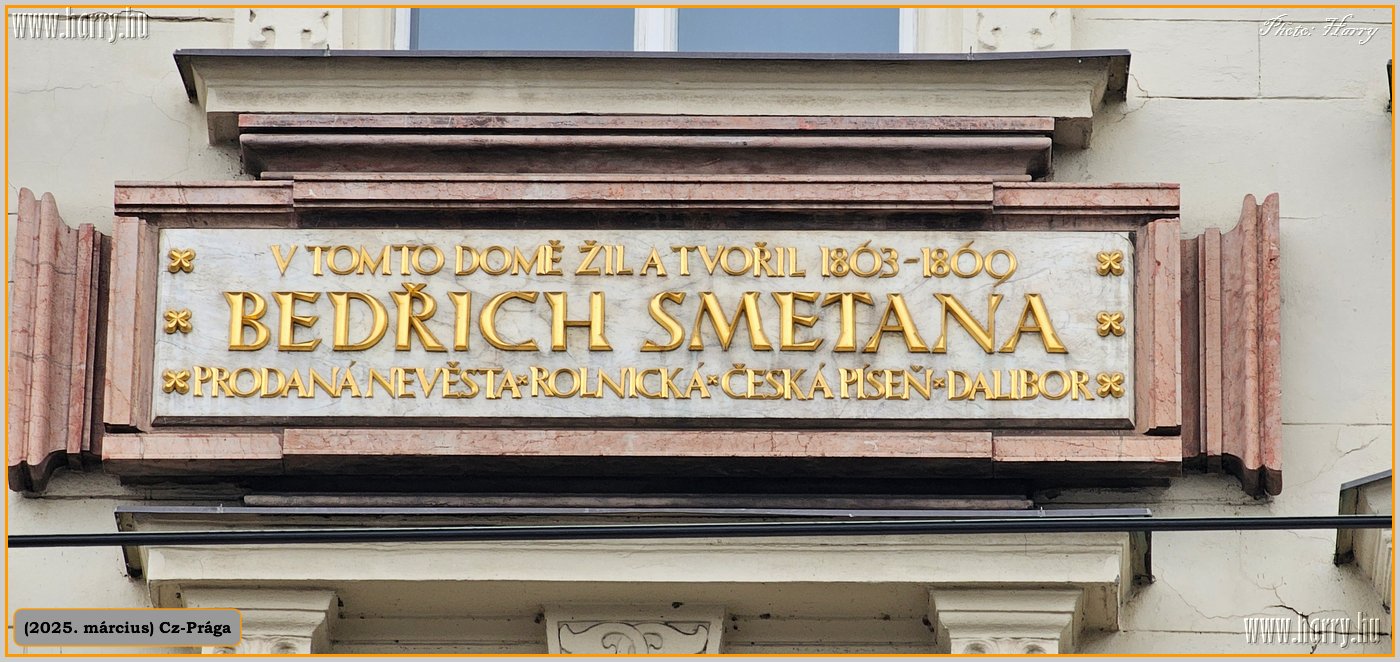 www.harry.hu
Photo: Harry
V TOMTO DOMĚ ŽIL A TVOŘIL 1863-1869
BEDŘICH SMETANA
PRODANÁ NEVĚSTA × ROLNICKÁ × ČESKÁ PÍSEŇ × DALIBOR
(2025. március) Cz-Prága
www.harry.hu